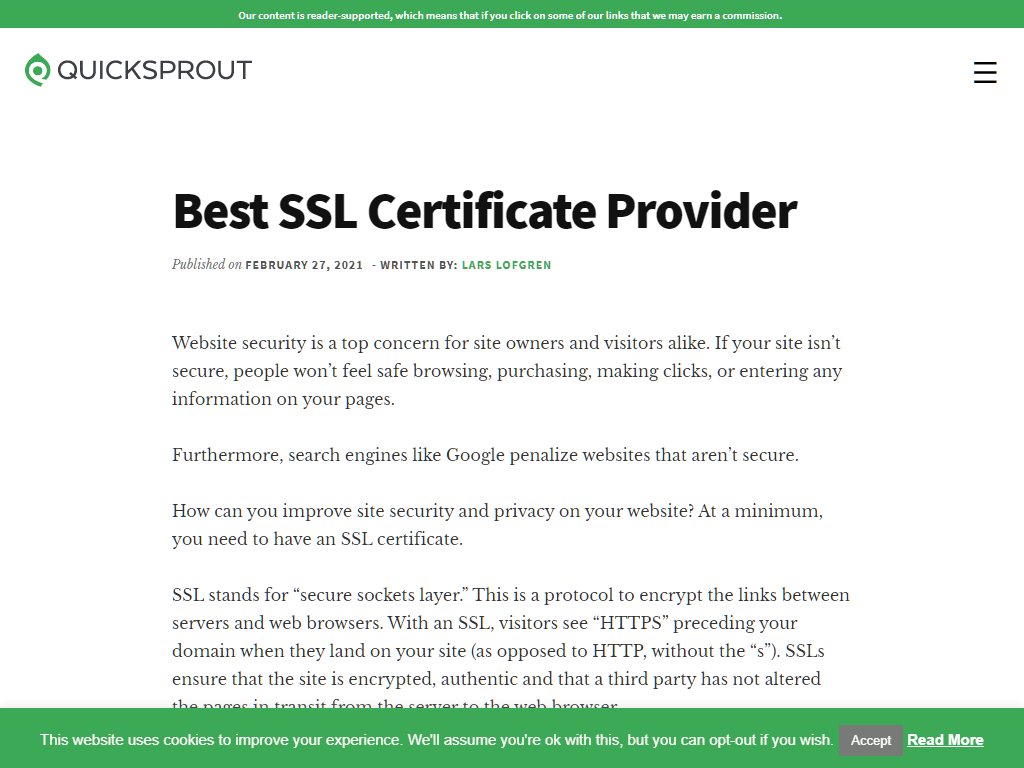 Our content is reader-supported, which means that if you click on some of our links that we may earn a commission.
QUICKSPROUT
Best SSL Certificate Provider
Published on FEBRUARY 27, 2021 - WRITTEN BY: LARS LOFGREN
Website security is a top concern for site owners and visitors alike. If your site isn’t
secure, people won’t feel safe browsing, purchasing, making clicks, or entering any
information on your pages.
Furthermore, search engines like Google penalize websites that aren’t secure.
How can you improve site security and privacy on your website? At a minimum,
you need to have an SSL certificate.
SSL stands for “secure sockets layer.” This is a protocol to encrypt the links between
servers and web browsers. With an SSL, visitors see “HTTPS” preceding your
domain when they land on your site (as opposed to HTTP, without the “s”). SSLs
ensure that the site is encrypted, authentic and that a third party has not altered
the pages in transit from the server to the web browser.
This website uses cookies to improve your experience. We'll assume you're ok with this, but you can opt-out if you wish. Accept Read More